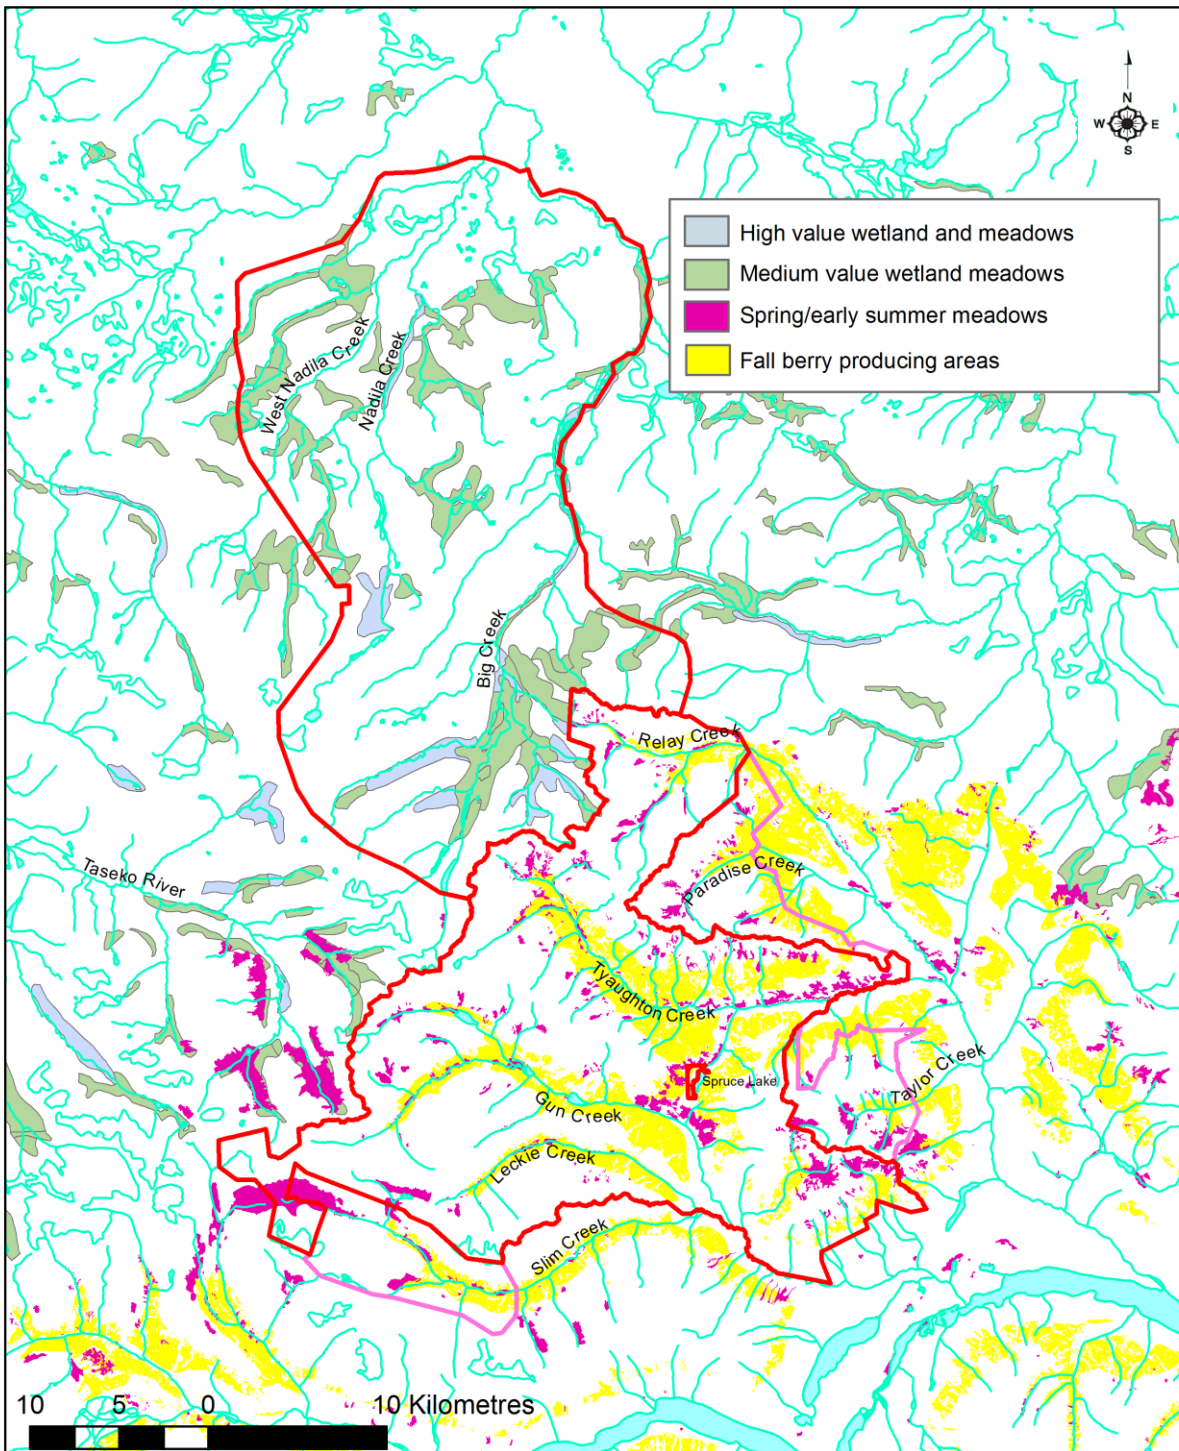 N
W E
S
High value wetland and meadows
Medium value wetland meadows
Spring/early summer meadows
Fall berry producing areas
West Nadila Creek
Nadila Creek
Big Creek
Relay Creek
Paradise Creek
Taseko River
Tyaughton Creek
Spruce Lake
Taylor Creek
Gun Creek
Leckie Creek
Slim Creek
10 5 0 10 Kilometres